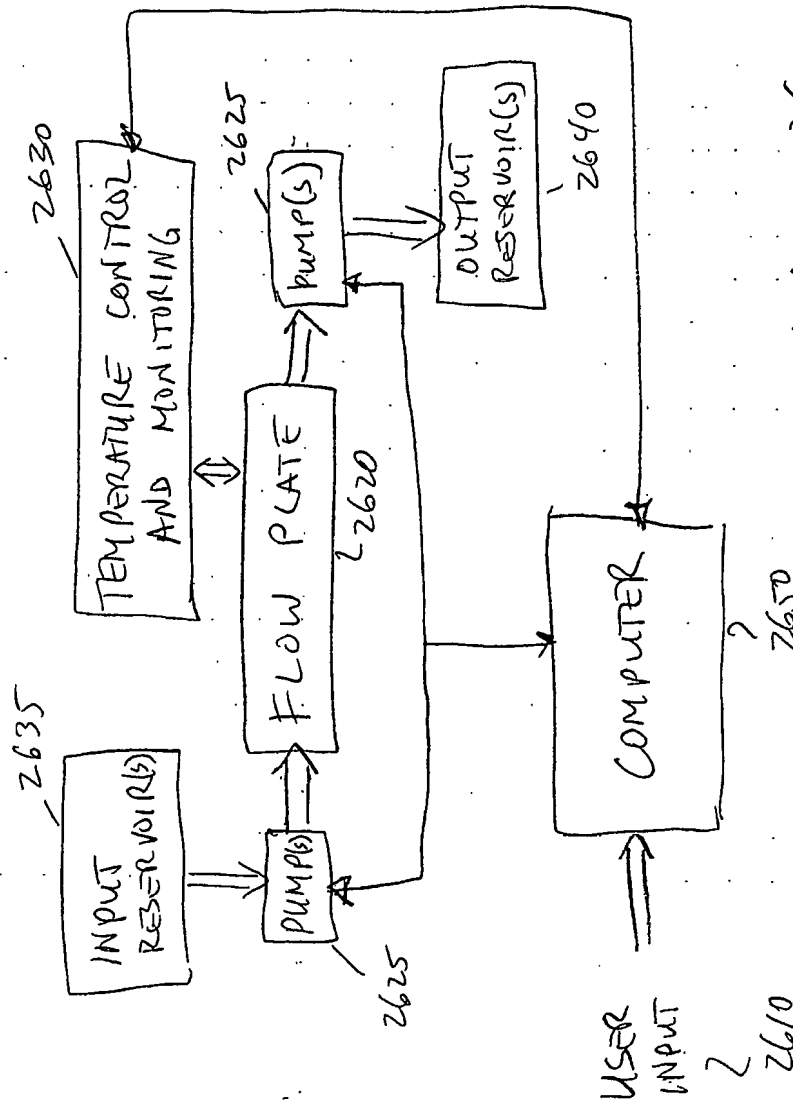 2635
INPUT
RESERVOIR(S)
PUMP(S)
2625
TEMPERATURE CONTROL
AND MONITORING
2630
FLOW PLATE
2620
PUMP(S)
2625
OUTPUT
RESERVOIR(S)
2640
COMPUTER
2650
USER
INPUT
2610